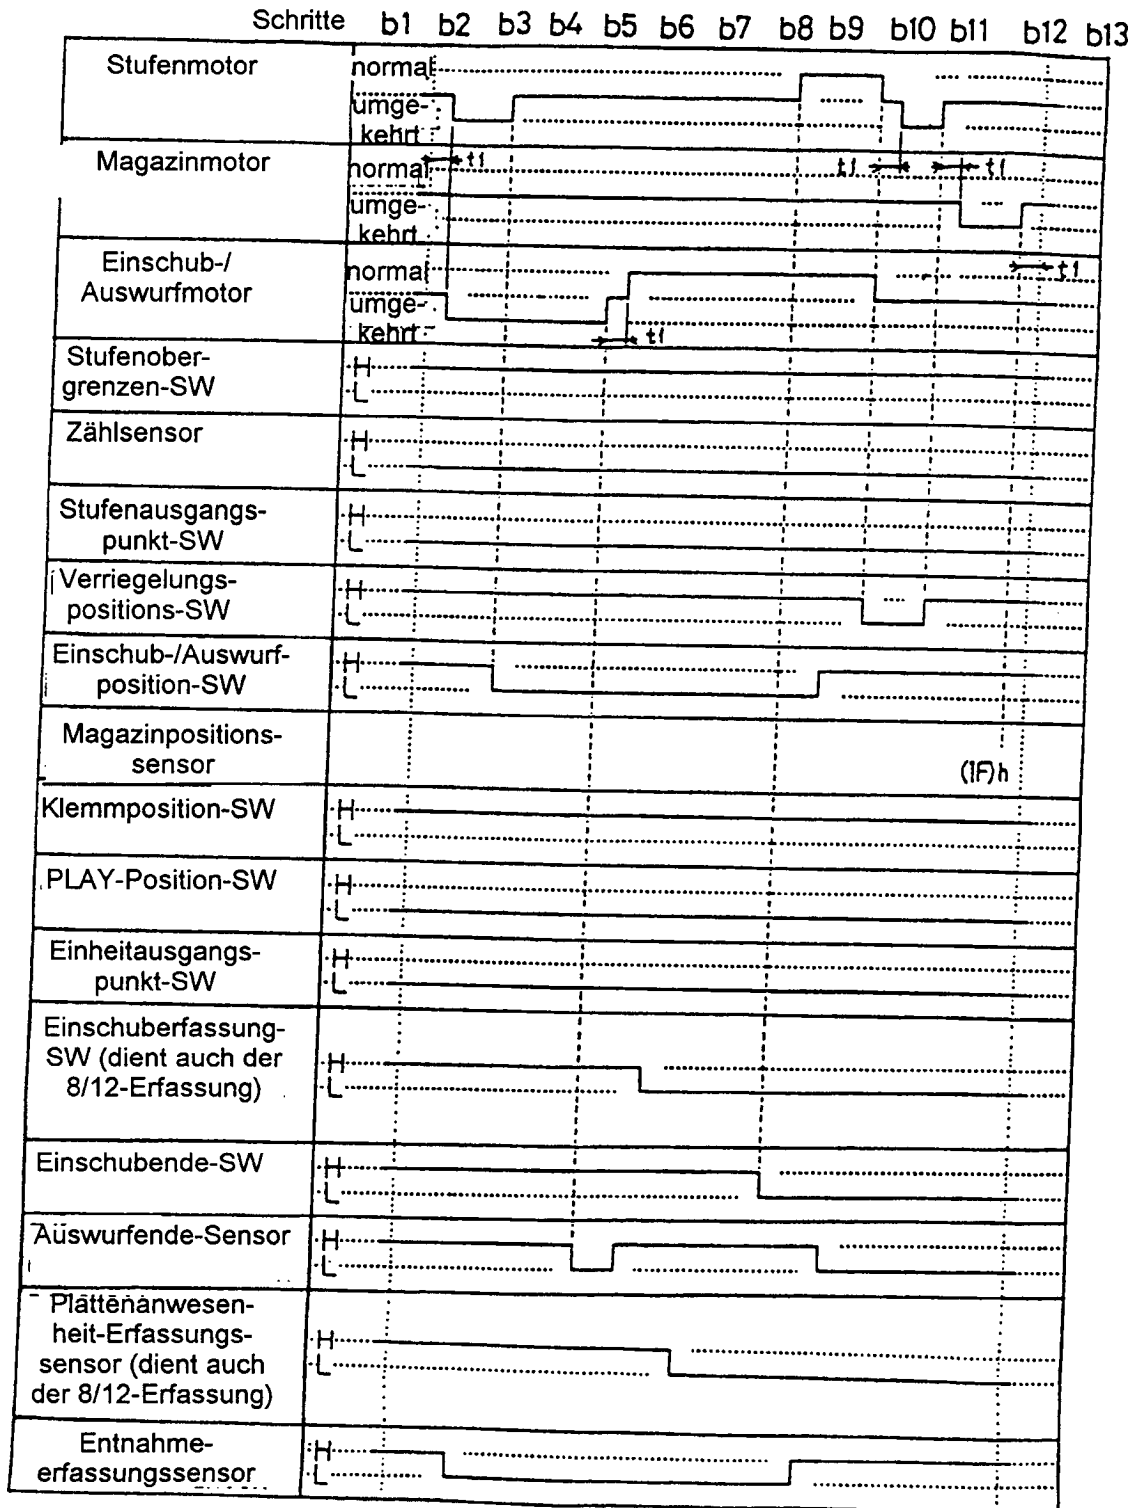 Schritte b1 b2 b3 b4 b5 b6 b7 b8 b9 b10 b11 b12 b13
Stufenmotor
normal
umge-
kehrt
Magazinmotor
t1
t1
t1
normal
umge-
kehrt
Einschub-/
Auswurfmotor
normal
t1
umge-
kehrt
t1
Stufenober-
grenzen-SW
H
L
Zählsensor
H
L
Stufenausgangs-
punkt-SW
H
L
Verriegelungs-
positions-SW
H
L
Einschub-/Auswurf-
position-SW
H
L
Magazinpositions-
sensor
(1F)h
Klemmposition-SW
H
L
PLAY-Position-SW
H
L
Einheitausgangs-
punkt-SW
H
L
Einschuberfassung-
SW (dient auch der
8/12-Erfassung)
H
L
Einschubende-SW
H
L
Auswurfende-Sensor
H
L
Plattenanwesen-
heit-Erfassungs-
sensor (dient auch
der 8/12-Erfassung)
H
L
Entnahme-
erfassungssensor
H
L